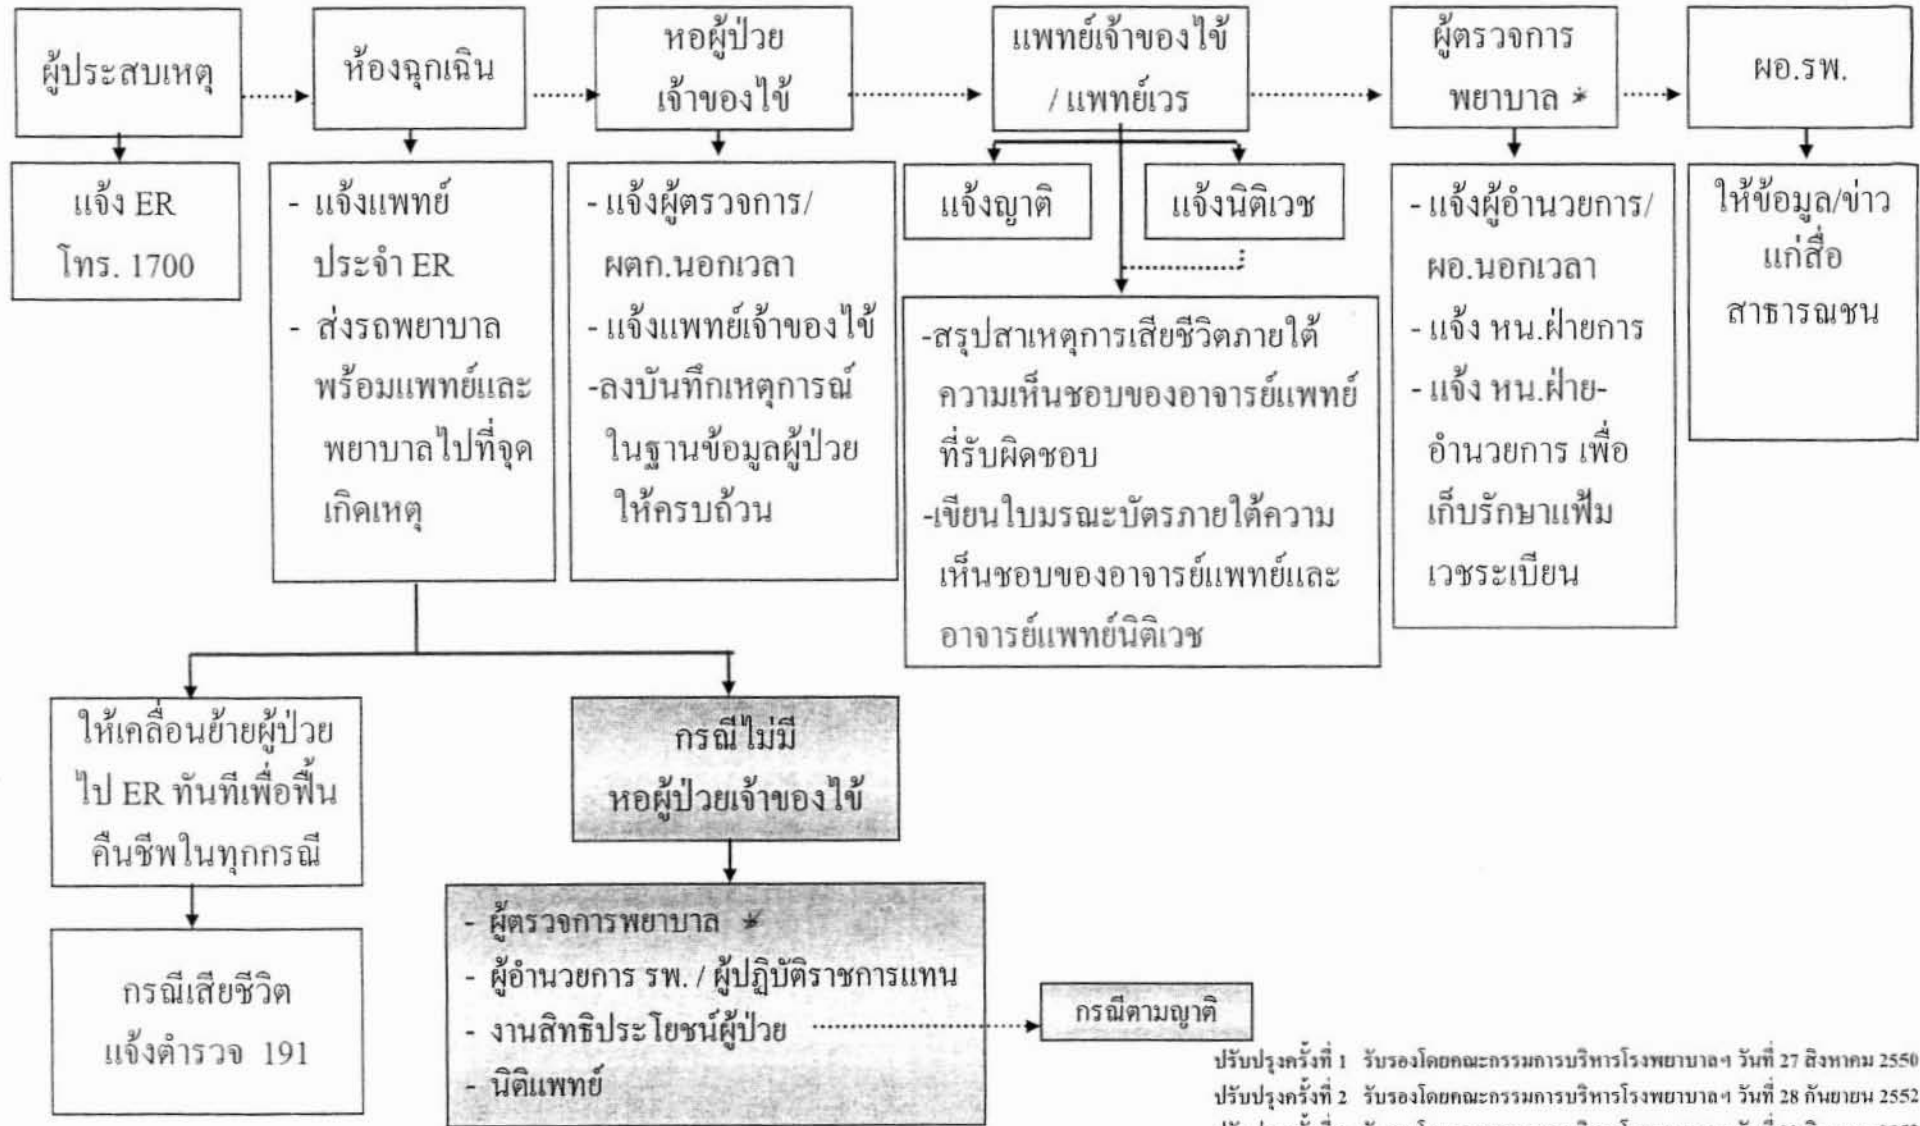 ผู้ประสบเหตุ
ห้องฉุกเฉิน
หอผู้ป่วย
เจ้าของไข้
แพทย์เจ้าของไข้
/ แพทย์เวร
ผู้ตรวจการ
พยาบาล *
ผอ.รพ.
แจ้ง ER
โทร. 1700
- แจ้งแพทย์
ประจำ ER
- ส่งรถพยาบาล
พร้อมแพทย์และ
พยาบาลไปที่จุด
เกิดเหตุ
- แจ้งผู้ตรวจการ/
ผตก.นอกเวลา
- แจ้งแพทย์เจ้าของไข้
-ลงบันทึกเหตุการณ์
ในฐานข้อมูลผู้ป่วย
ให้ครบถ้วน
แจ้งญาติ
แจ้งนิติเวช
-สรุปสาเหตุการเสียชีวิตภายใต้
ความเห็นชอบของอาจารย์แพทย์
ที่รับผิดชอบ
-เขียนใบมรณะบัตรภายใต้ความ
เห็นชอบของอาจารย์แพทย์และ
อาจารย์แพทย์นิติเวช
- แจ้งผู้อำนวยการ/
ผอ.นอกเวลา
- แจ้ง หน.ฝ่ายการ
- แจ้ง หน.ฝ่าย-
อำนวยการ เพื่อ
เก็บรักษาแฟ้ม
เวชระเบียน
ให้ข้อมูล/ข่าว
แก่สื่อ
สาธารณชน
ให้เคลื่อนย้ายผู้ป่วย
ไป ER ทันทีเพื่อฟื้น
คืนชีพในทุกกรณี
กรณีไม่มี
หอผู้ป่วยเจ้าของไข้
กรณีเสียชีวิต
แจ้งตำรวจ 191
- ผู้ตรวจการพยาบาล *
- ผู้อำนวยการ รพ. / ผู้ปฏิบัติราชการแทน
- งานสิทธิประโยชน์ผู้ป่วย
- นิติแพทย์
กรณีตามญาติ
ปรับปรุงครั้งที่ 1 รับรองโดยคณะกรรมการบริหารโรงพยาบาลฯ วันที่ 27 สิงหาคม 2550
ปรับปรุงครั้งที่ 2 รับรองโดยคณะกรรมการบริหารโรงพยาบาลฯ วันที่ 28 กันยายน 2552